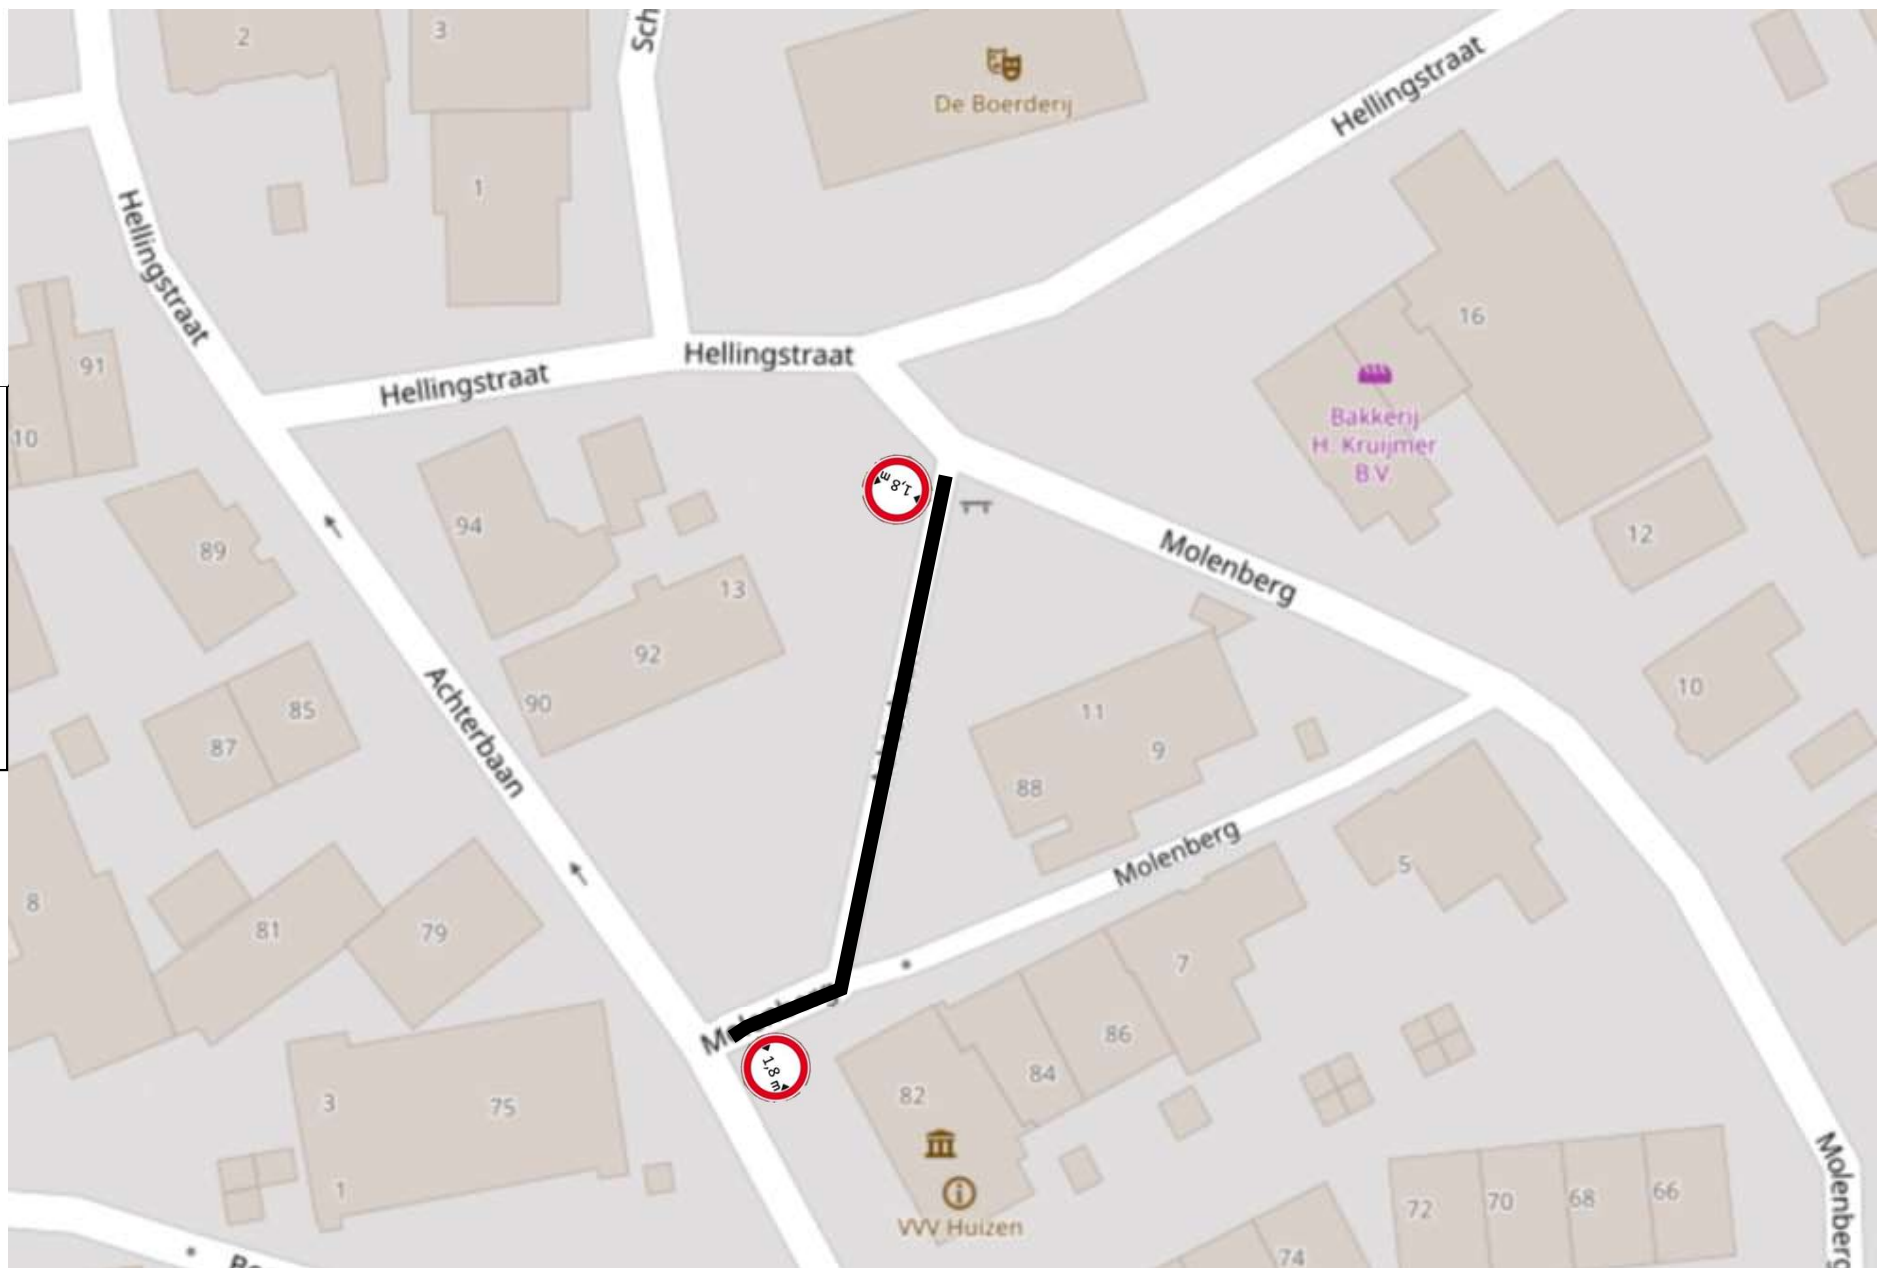 2
3
Sch
De Boerderij
Hellingstraat
1
Hellingstraat
91
10
Hellingstraat
Hellingstraat
16
Bakkerij
H. Kruijmer
B.V
1,8 m
94
89
13
12
Molenberg
92
90
85
87
Achterbaan
10
11
9
88
Molenberg
5
8
81
79
7
86
84
82
1,8 m
3
75
1
VVV Huizen
72
70
68
66
74
Molenberg